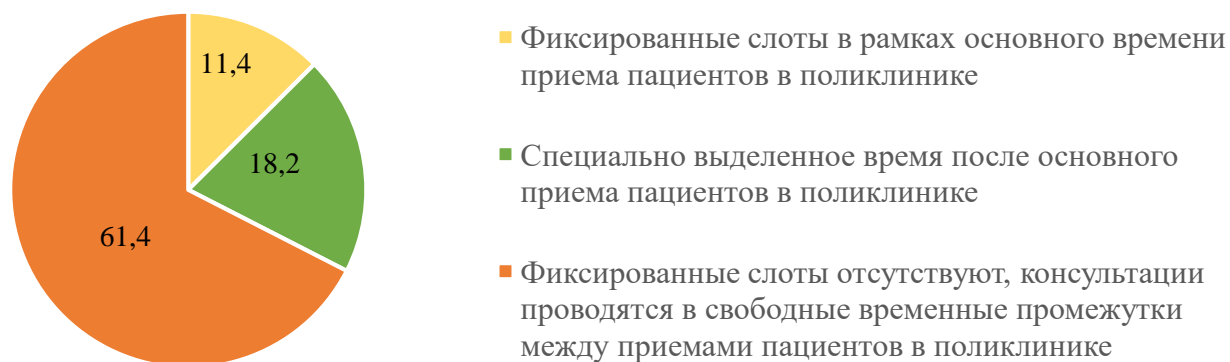 11,4
18,2
61,4
Фиксированные слоты в рамках основного времени
приема пациентов в поликлинике
Специально выделенное время после основного
приема пациентов в поликлинике
Фиксированные слоты отсутствуют, консультации
проводятся в свободные временные промежутки
между приемами пациентов в поликлинике